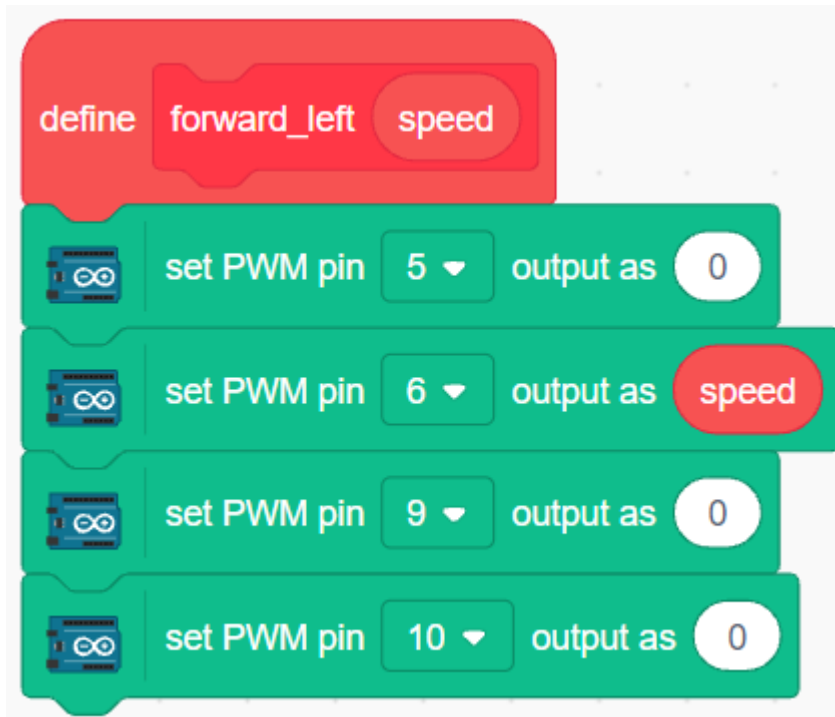 define forward_left speed
set PWM pin 5 output as 0
set PWM pin 6 output as speed
set PWM pin 9 output as 0
set PWM pin 10 output as 0